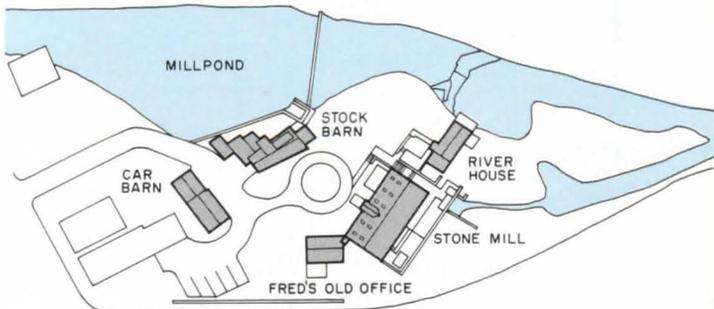 MILLPOND
STOCK
BARN
CAR
BARN
RIVER
HOUSE
STONE MILL
FRED'S OLD OFFICE